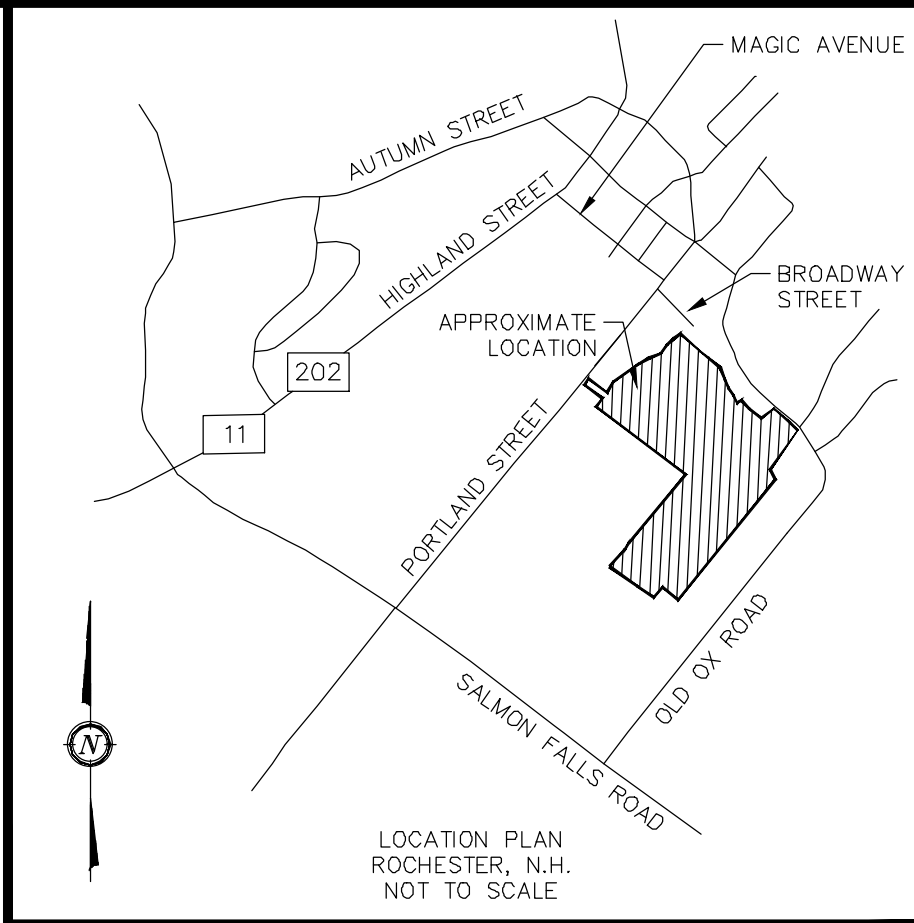 MAGIC AVENUE
AUTUMN STREET
HIGHLAND STREET
BROADWAY
STREET
APPROXIMATE
LOCATION
202
11
PORTLAND STREET
OLD OX ROAD
SALMON FALLS ROAD
N
LOCATION PLAN
ROCHESTER, N.H.
NOT TO SCALE